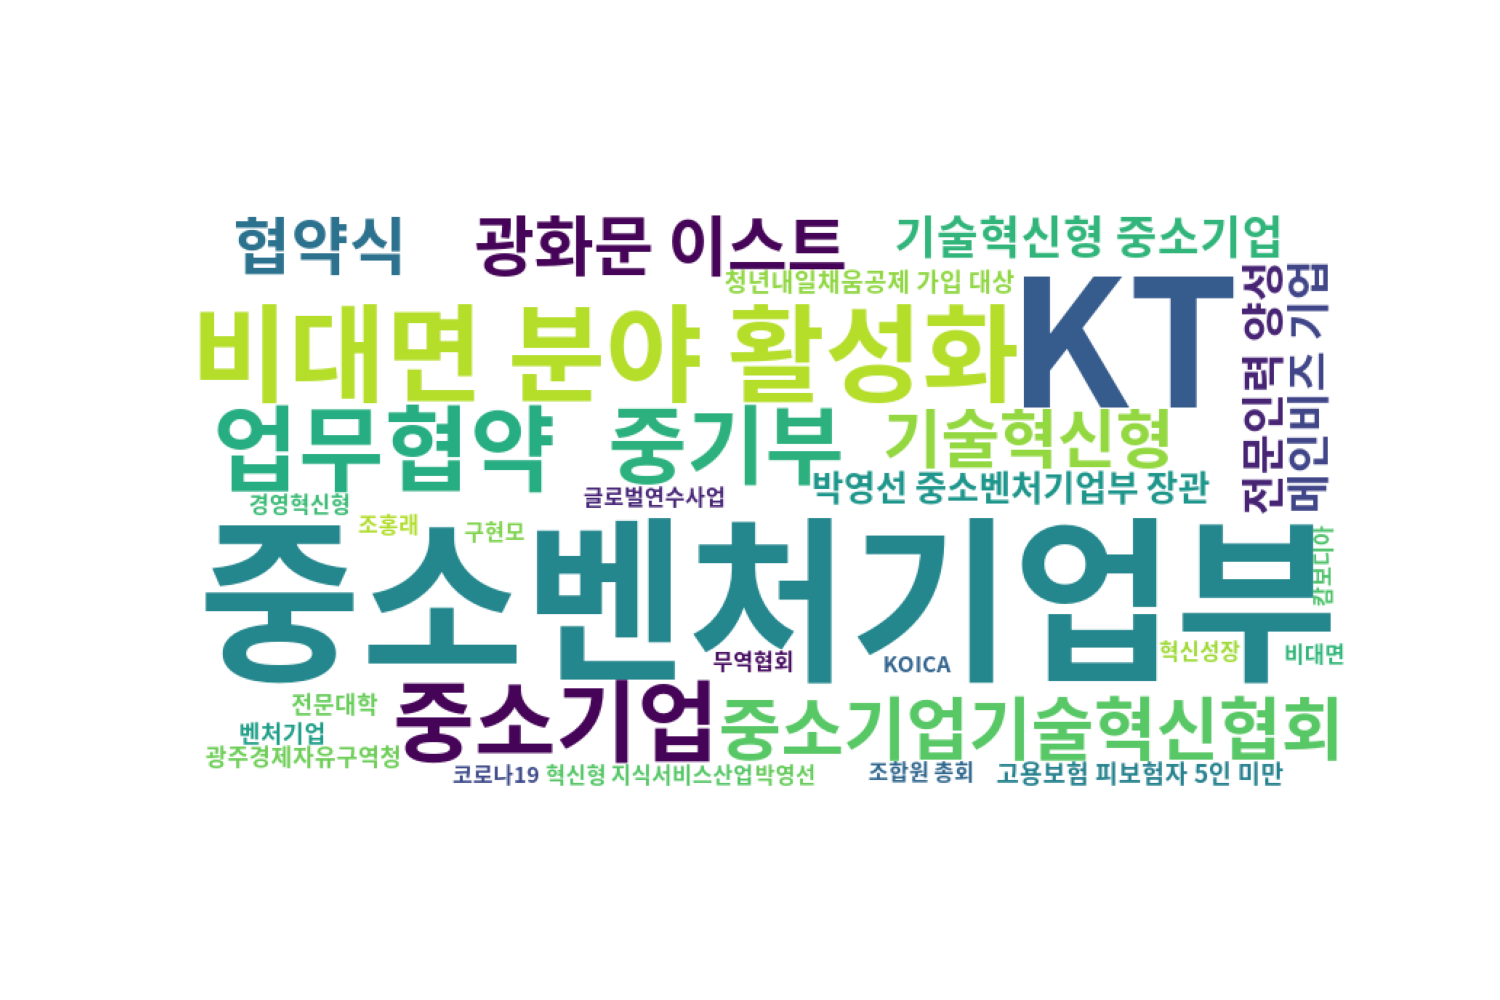 협약식
광화문 이스트
기술혁신형 중소기업
청년내일채움공제 가입 대상
KT
전문인력 양성
메인비즈 기업
비대면 분야 활성화
업무협약
중기부
기술혁신형
박영선 중소벤처기업부 장관
글로벌연수사업
경영혁신형
조홍래
구현모
중소벤처기업부
캄보디아
무역협회
KOICA
혁신성장
비대면
전문대학
중소기업
중소기업기술혁신협회
벤처기업
광주경제자유구역청
코로나19
혁신형 지식서비스산업
박영선
조합원 총회
고용보험 피보험자 5인 미만